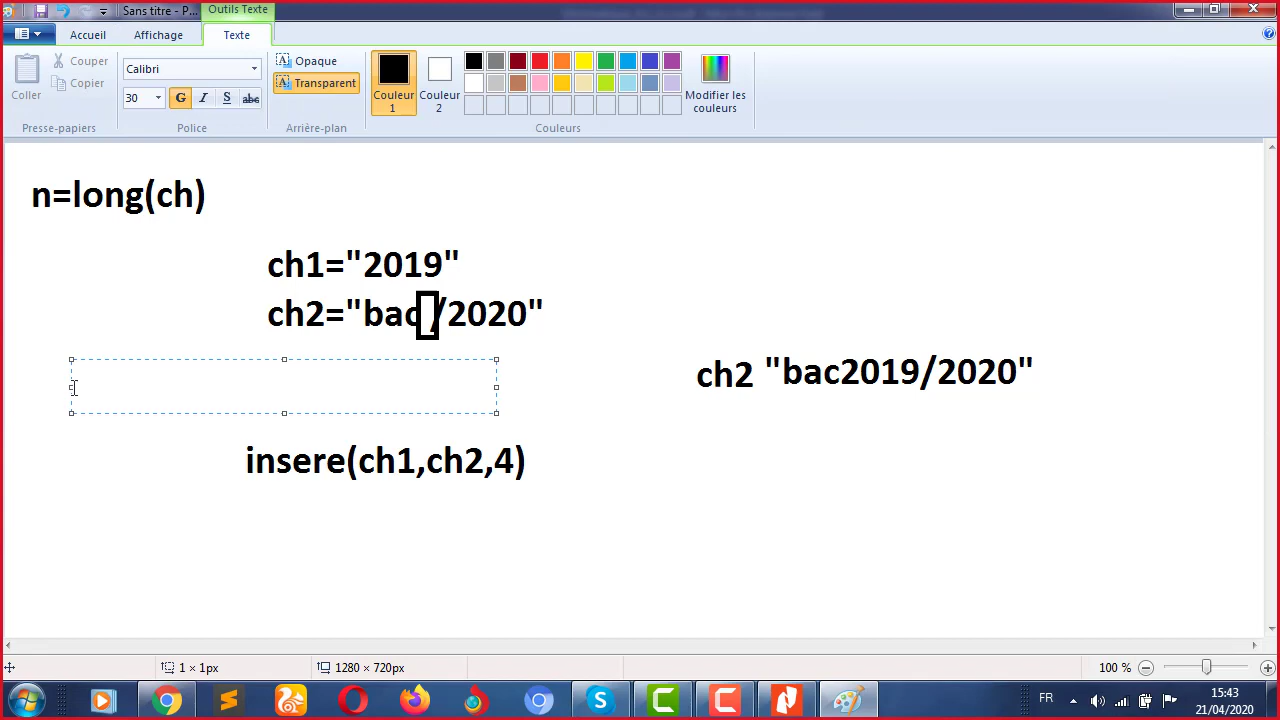 Sans titre - P...
Outils Texte
Accueil
Affichage
Texte
Coller
Couper
Copier
Presse-papiers
Calibri
30
G I S abc
Police
Opaque
Transparent
Arrière-plan
Couleur
1
Couleur
2
Modifier les
couleurs
Couleurs
n=long(ch)
ch1="2019"
ch2="bac /2020"
ch2 "bac2019/2020"
insere(ch1,ch2,4)
1 × 1px
1280 × 720px
100 %
FR
15:43
21/04/2020